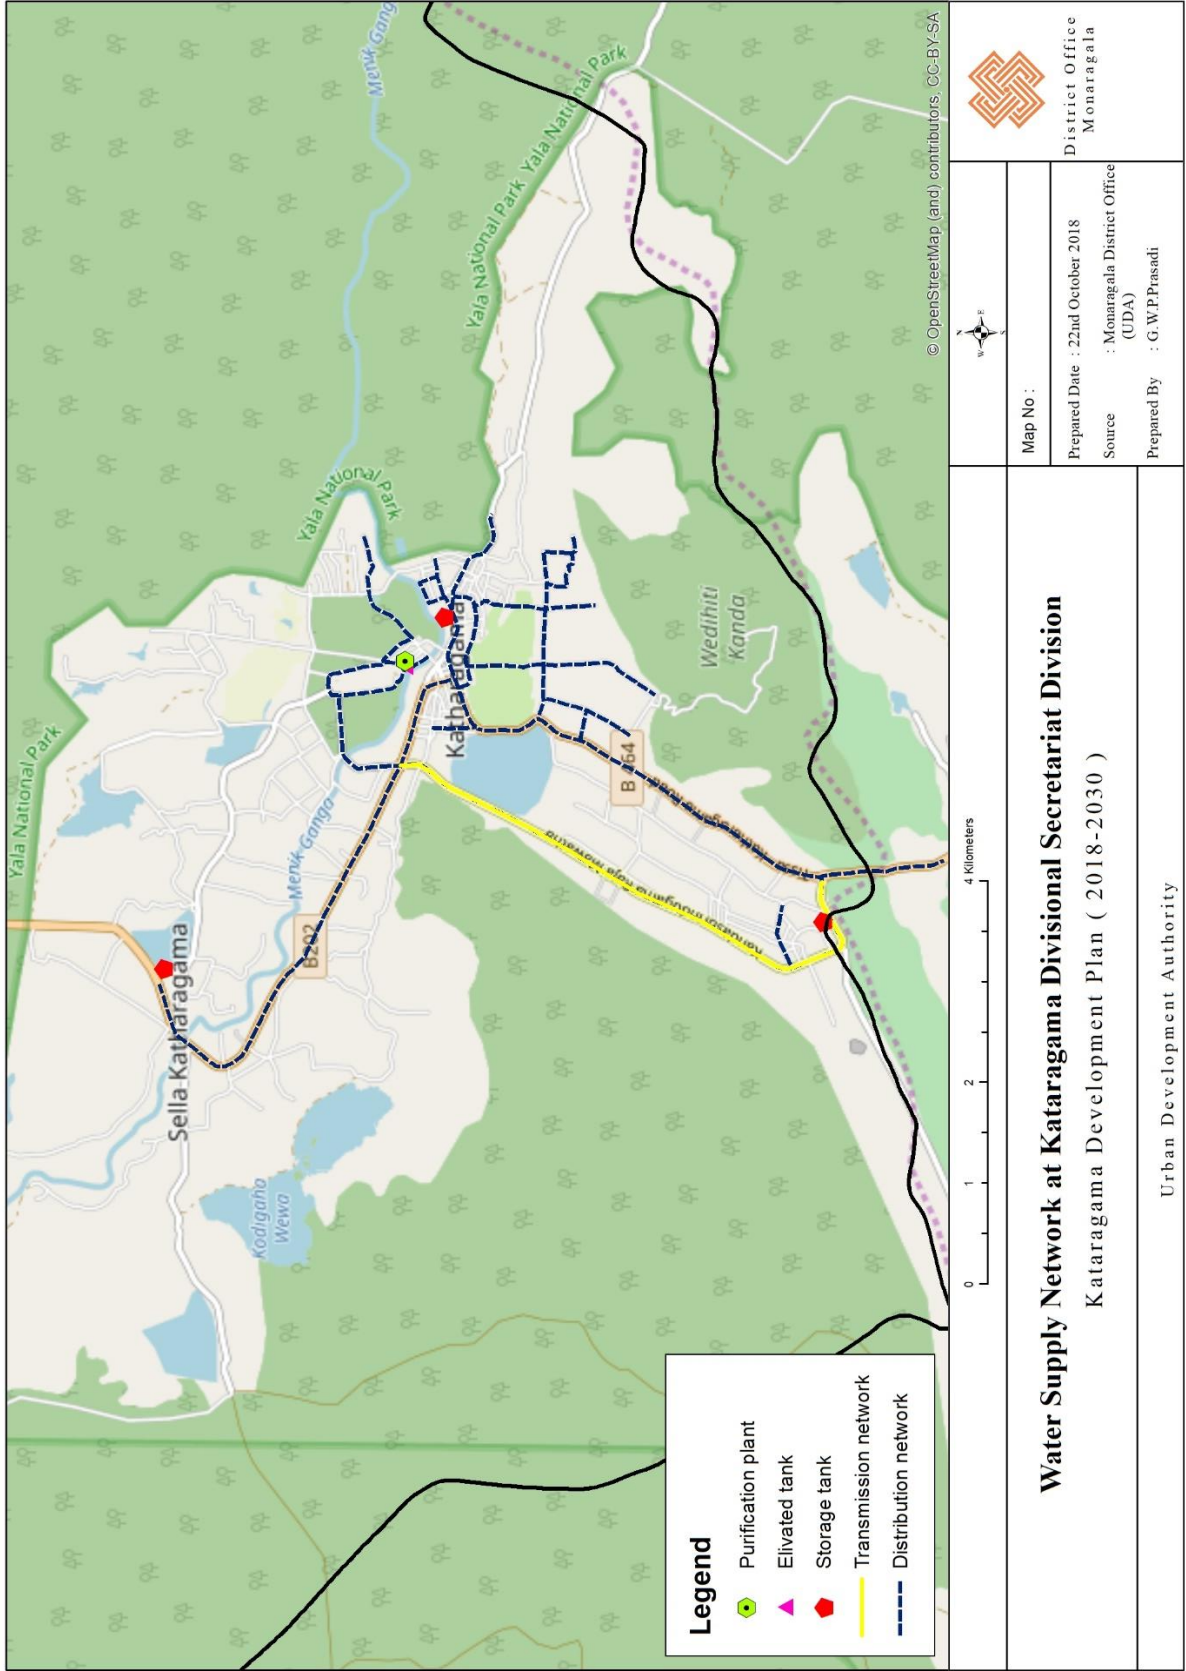 Yala National Park
Menik Ganga
Yala National Park
Yala National Park
Yala National Park
Sella Katharagama
Menik Ganga
B202
Kodigaha
Wewa
Katharagama
B 464
Wedihiti
Kanda
© OpenStreetMap (and) contributors, CC-BY-SA
Legend
Purification plant
Elivated tank
Storage tank
Transmission network
Distribution network
0 1 2 4 Kilometers
Water Supply Network at Kataragama Divisional Secretariat Division
Kataragama Development Plan ( 2018-2030 )
Urban Development Authority
N
W E
S
Map No :
Prepared Date : 22nd October 2018
Source : Monaragala District Office
(UDA)
Prepared By : G.W.P.Prasadi
District Office
Monaragala